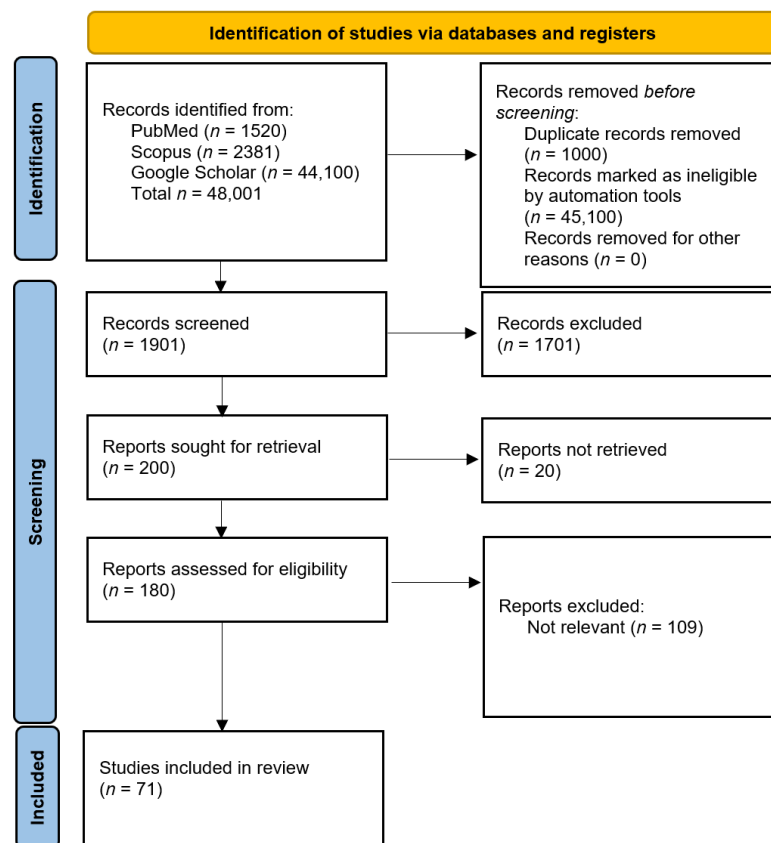 Identification of studies via databases and registers
Identification
Records identified from:
PubMed (n = 1520)
Scopus (n = 2381)
Google Scholar (n = 44,100)
Total n = 48,001
Records removed before
screening:
Duplicate records removed
(n = 1000)
Records marked as ineligible
by automation tools
(n = 45,100)
Records removed for other
reasons (n = 0)
Screening
Records screened
(n = 1901)
Records excluded
(n = 1701)
Reports sought for retrieval
(n = 200)
Reports not retrieved
(n = 20)
Reports assessed for eligibility
(n = 180)
Reports excluded:
Not relevant (n = 109)
Included
Studies included in review
(n = 71)